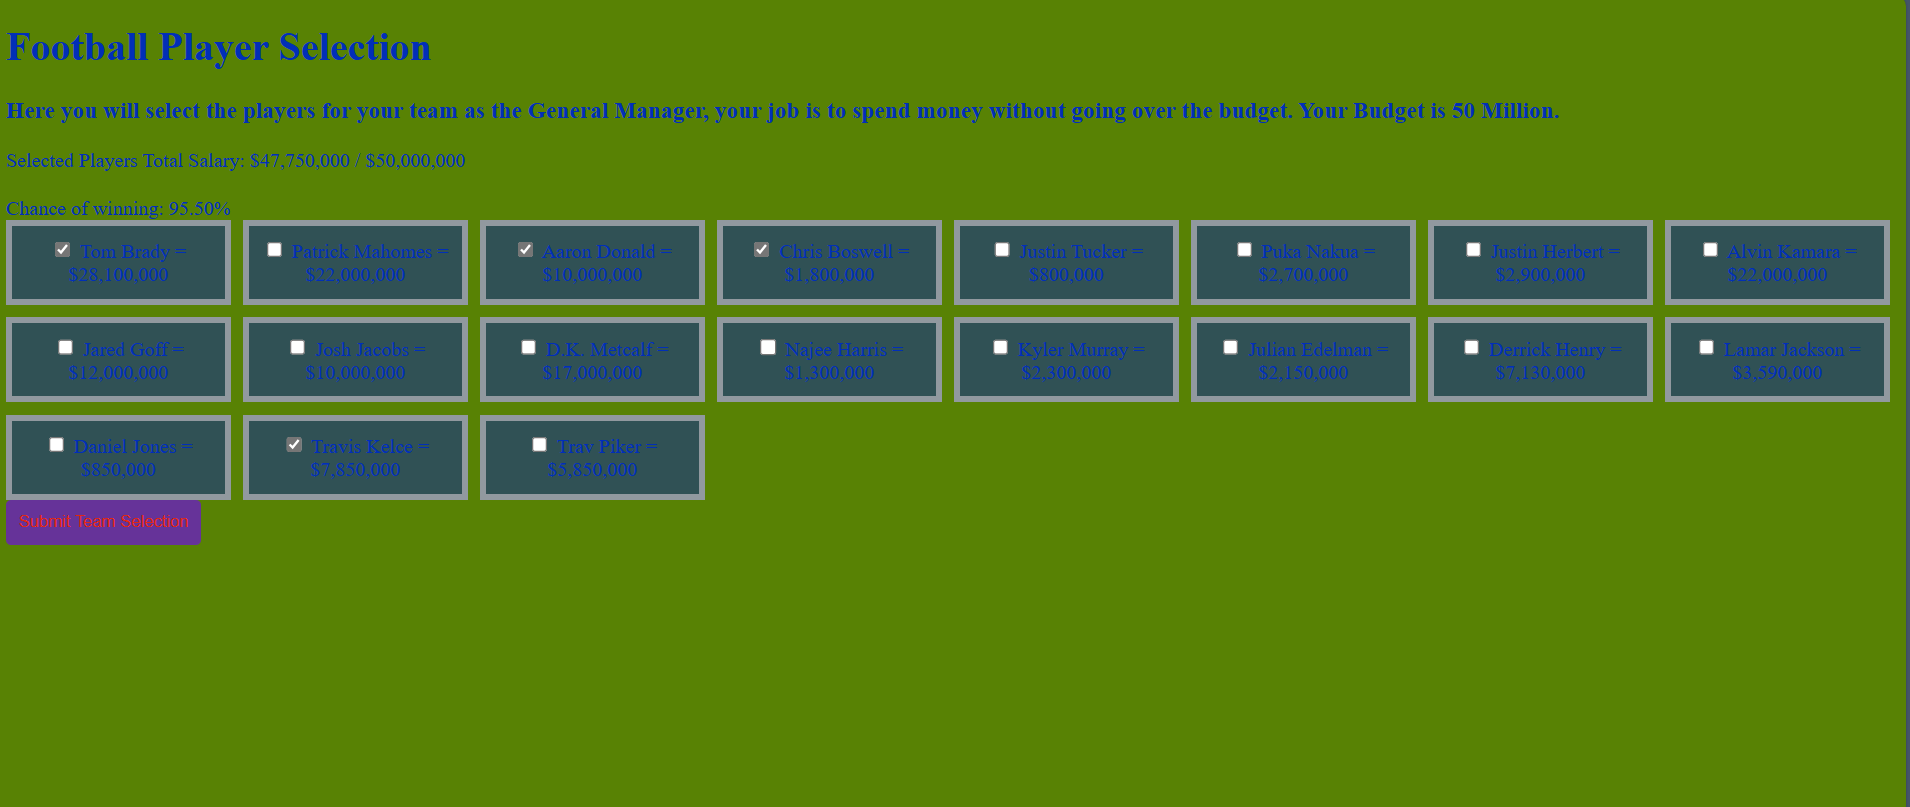 Football Player Selection
Here you will select the players for your team as the General Manager, your job is to spend money without going over the budget. Your Budget is 50 Million.
Selected Players Total Salary: $47,750,000 / $50,000,000
Chance of winning: 95.50%
Tom Brady =
$28,100,000
Patrick Mahomes =
$22,000,000
Aaron Donald =
$10,000,000
Chris Boswell =
$1,800,000
Justin Tucker =
$800,000
Puka Nakua =
$2,700,000
Justin Herbert =
$2,900,000
Alvin Kamara =
$22,000,000
Jared Goff =
$12,000,000
Josh Jacobs =
$10,000,000
D.K. Metcalf =
$17,000,000
Najee Harris =
$1,300,000
Kyler Murray =
$2,300,000
Julian Edelman =
$2,150,000
Derrick Henry =
$7,130,000
Lamar Jackson =
$3,590,000
Daniel Jones =
$850,000
Travis Kelce =
$7,850,000
Trav Piker =
$5,850,000
Submit Team Selection